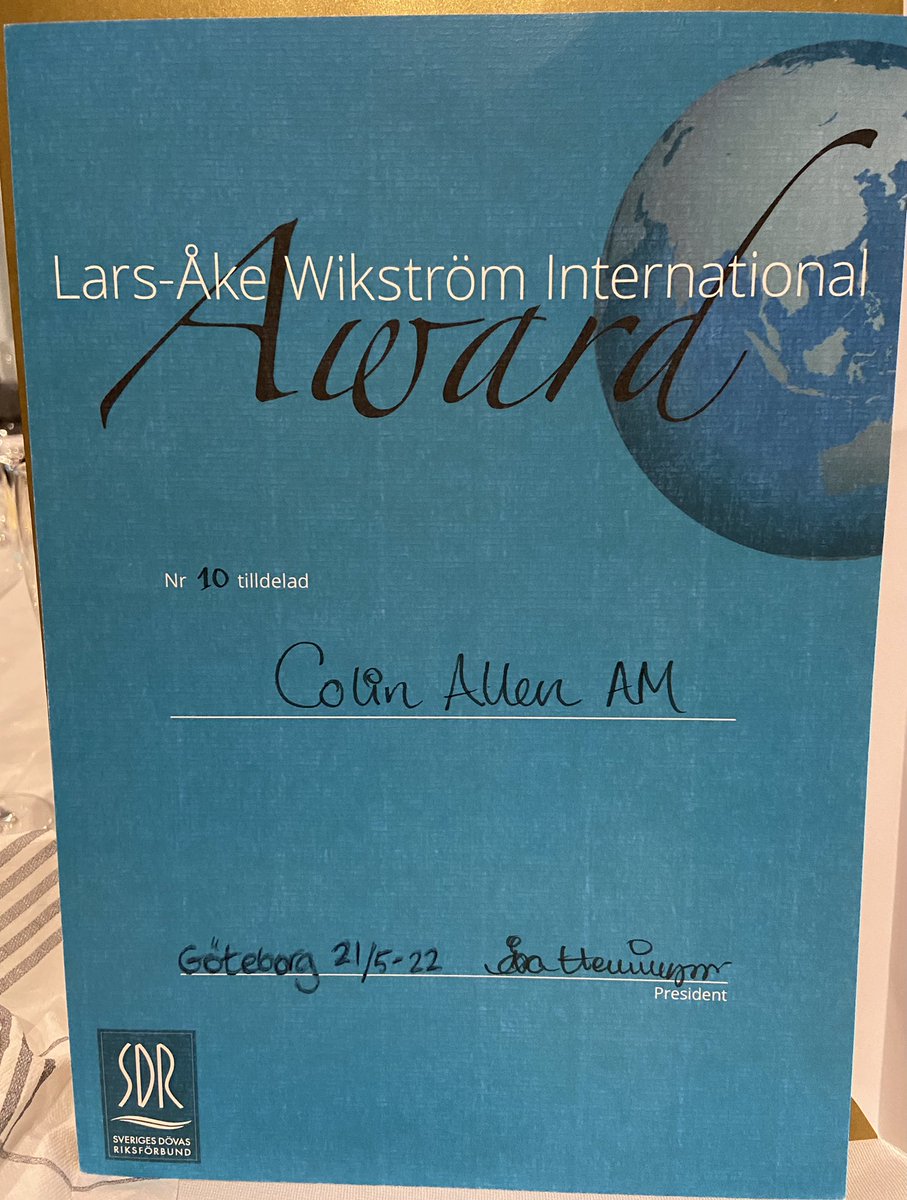 Lars-Åke Wikström International
Award
Nr 10 tilldelad
Colin Allen AM
Göteborg 21/5-22 Åsa
President
SDR
SVERIGES DÖVAS
RIKSFÖRBUND